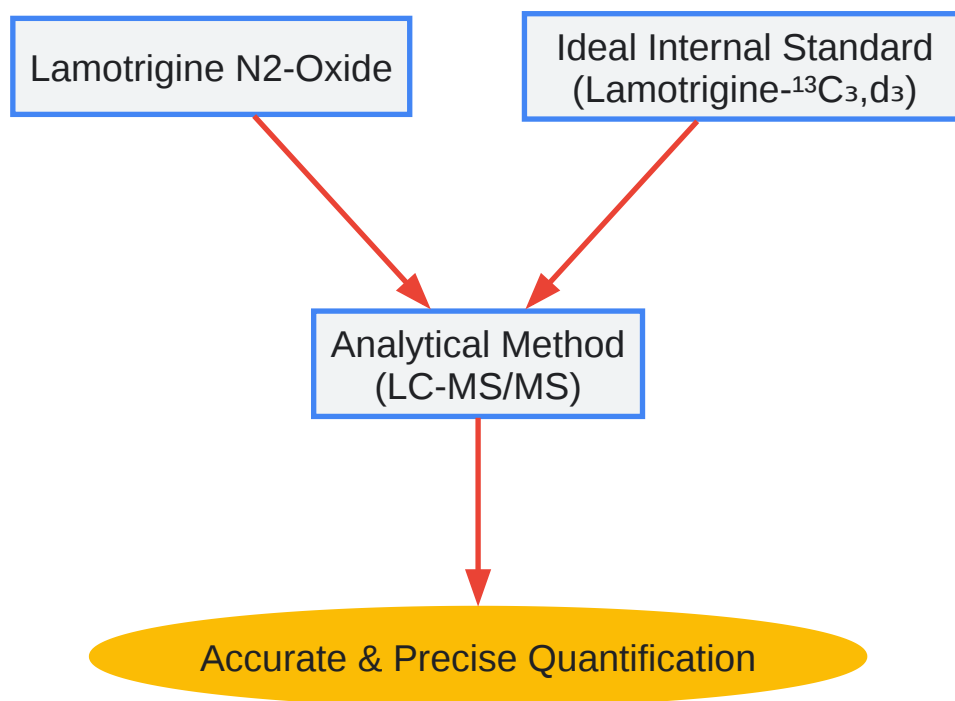 Lamotrigine N2-Oxide
Ideal Internal Standard
(Lamotrigine-¹³C₃,d₃)
Analytical Method
(LC-MS/MS)
Accurate & Precise Quantification